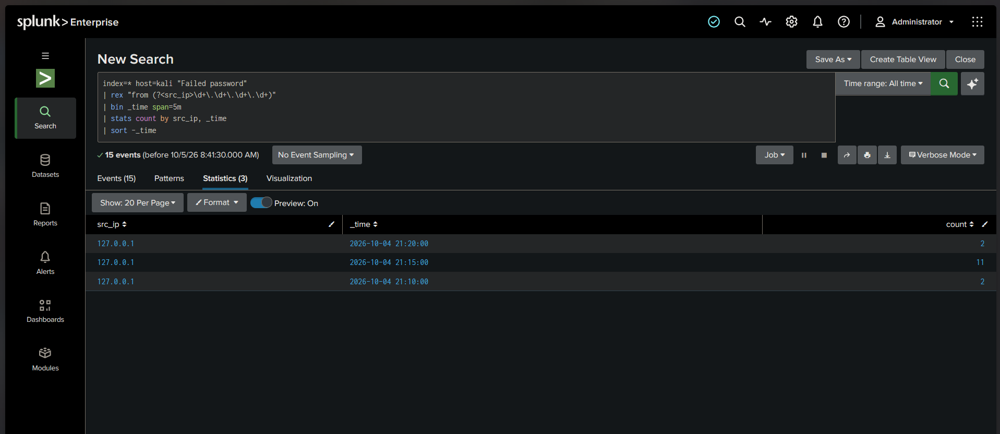 splunk>Enterprise
Administrator
Search
Datasets
Reports
Alerts
Dashboards
Modules
New Search
Save As
Create Table View
Close
index=* host=kali "Failed password"
| rex "from (?<src_ip>\d+\.\d+\.\d+\.\d+)"
| bin _time span=5m
| stats count by src_ip, _time
| sort -_time
Time range: All time
15 events (before 10/5/26 8:41:30.000 AM)
No Event Sampling
Job
Verbose Mode
Events (15)
Patterns
Statistics (3)
Visualization
Show: 20 Per Page
Format
Preview: On
src_ip _time count
127.0.0.1 2026-10-04 21:20:00 2
127.0.0.1 2026-10-04 21:15:00 11
127.0.0.1 2026-10-04 21:10:00 2